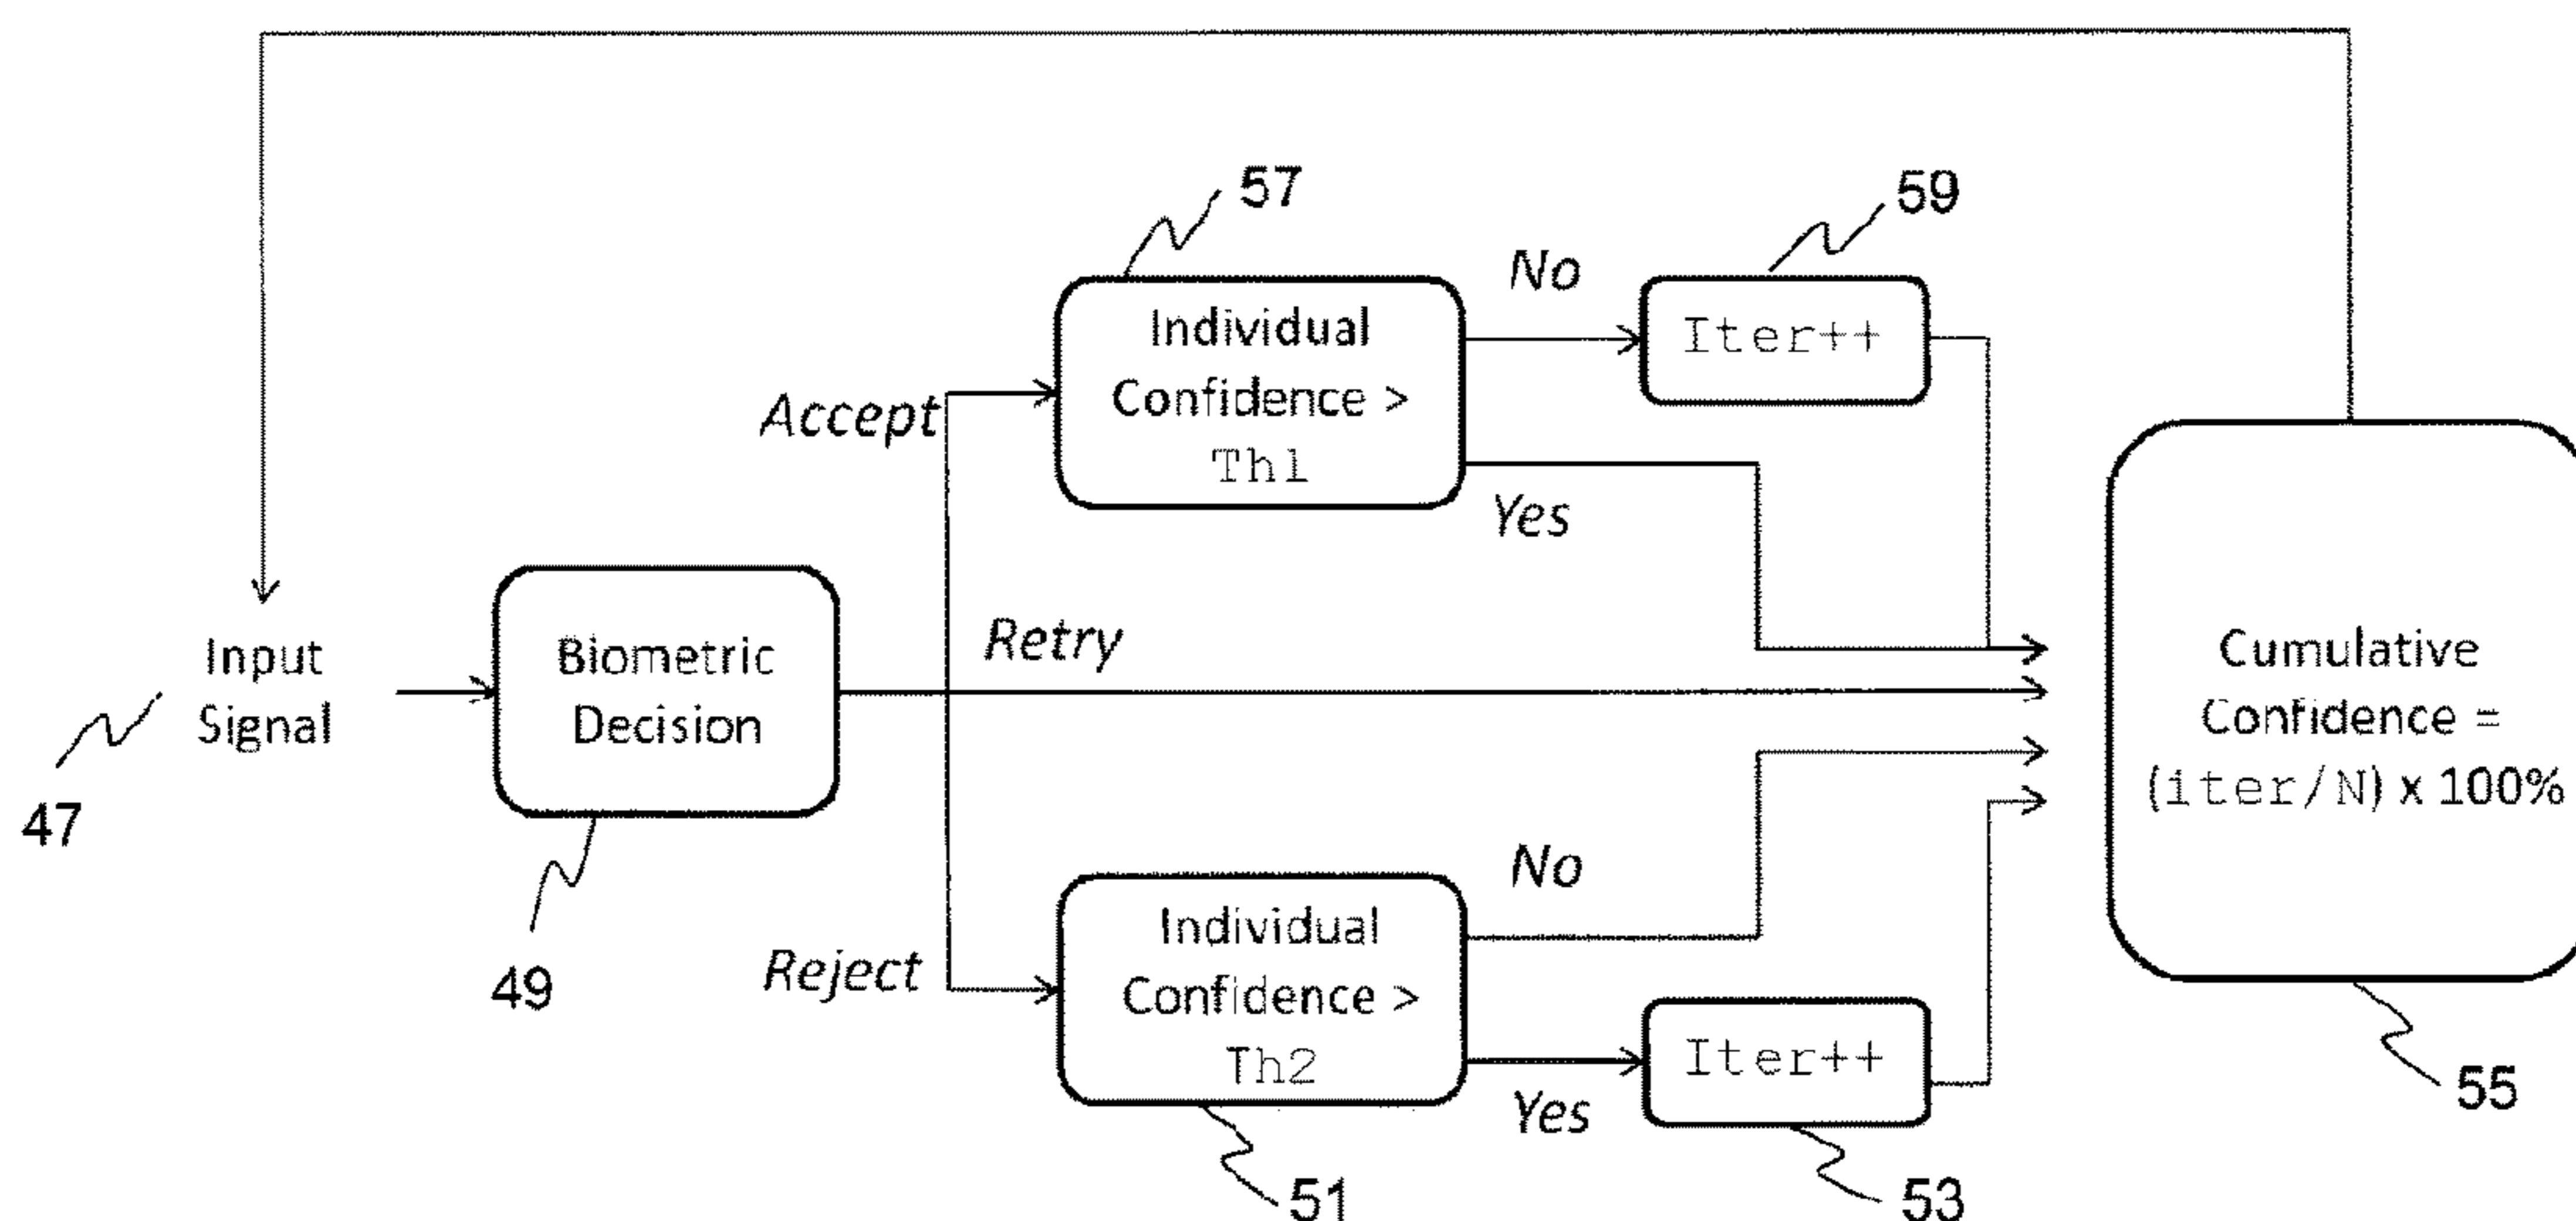 57
59
No
Individual
Confidence >
Th1
Iter++
Accept
Yes
Retry
Input
Signal
Biometric
Decision
Cumulative
Confidence =
(iter/N) x 100%
47
49
No
Reject
Individual
Confidence >
Th2
Iter++
Yes
55
51
53